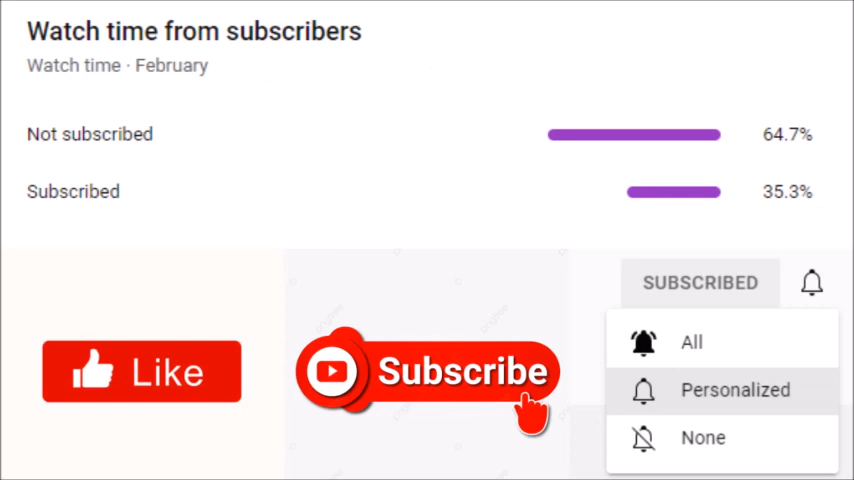 Watch time from subscribers
Watch time · February
Not subscribed 64.7%
Subscribed 35.3%
SUBSCRIBED
All
Like Subscribe Personalized
None